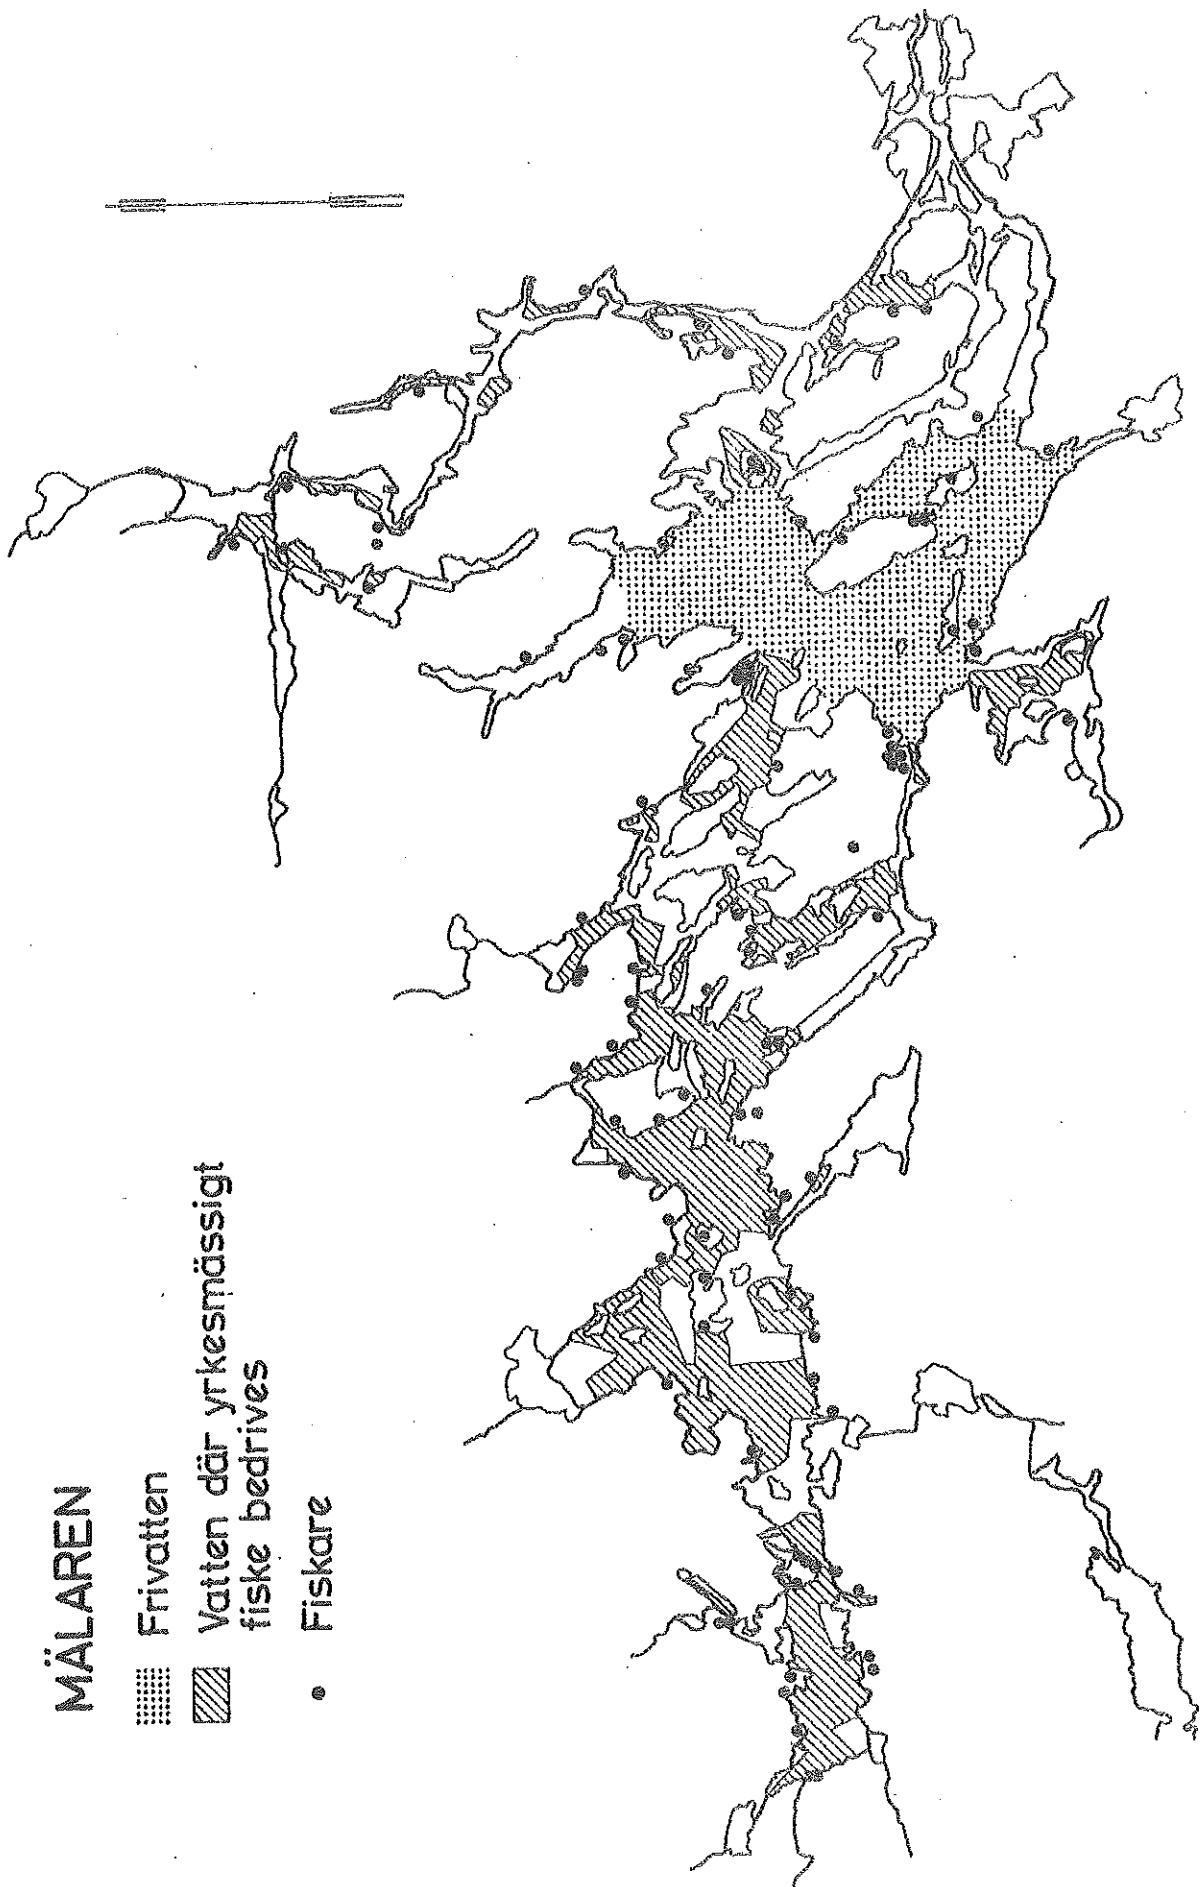 MÄLAREN
Frivatten
Vatten där yrkesmässigt
fiske bedrives
Fiskare